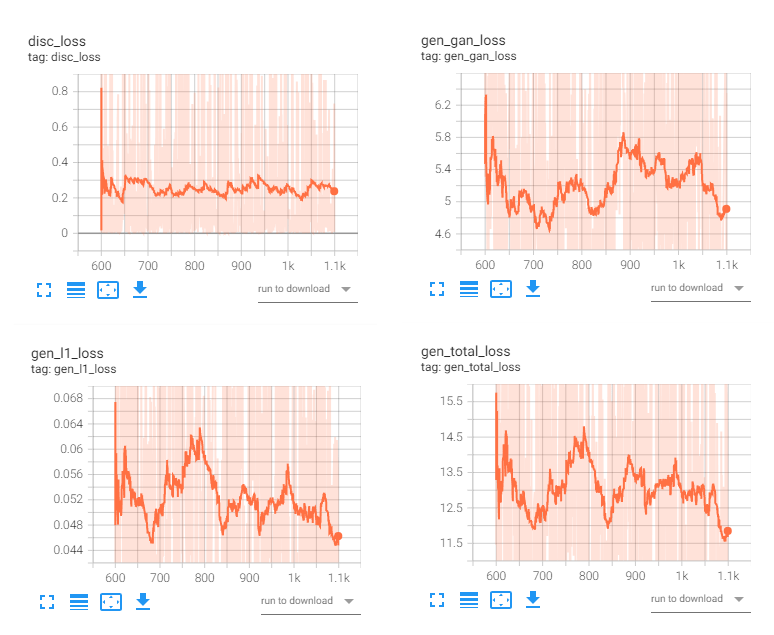 disc_loss
tag: disc_loss
0.8
0.6
0.4
0.2
0
600 700 800 900 1k 1.1k
run to download
gen_gan_loss
tag: gen_gan_loss
6.2
5.8
5.4
5
4.6
600 700 800 900 1k 1.1k
run to download
gen_l1_loss
tag: gen_l1_loss
0.068
0.064
0.06
0.056
0.052
0.048
0.044
600 700 800 900 1k 1.1k
run to download
gen_total_loss
tag: gen_total_loss
15.5
14.5
13.5
12.5
11.5
600 700 800 900 1k 1.1k
run to download